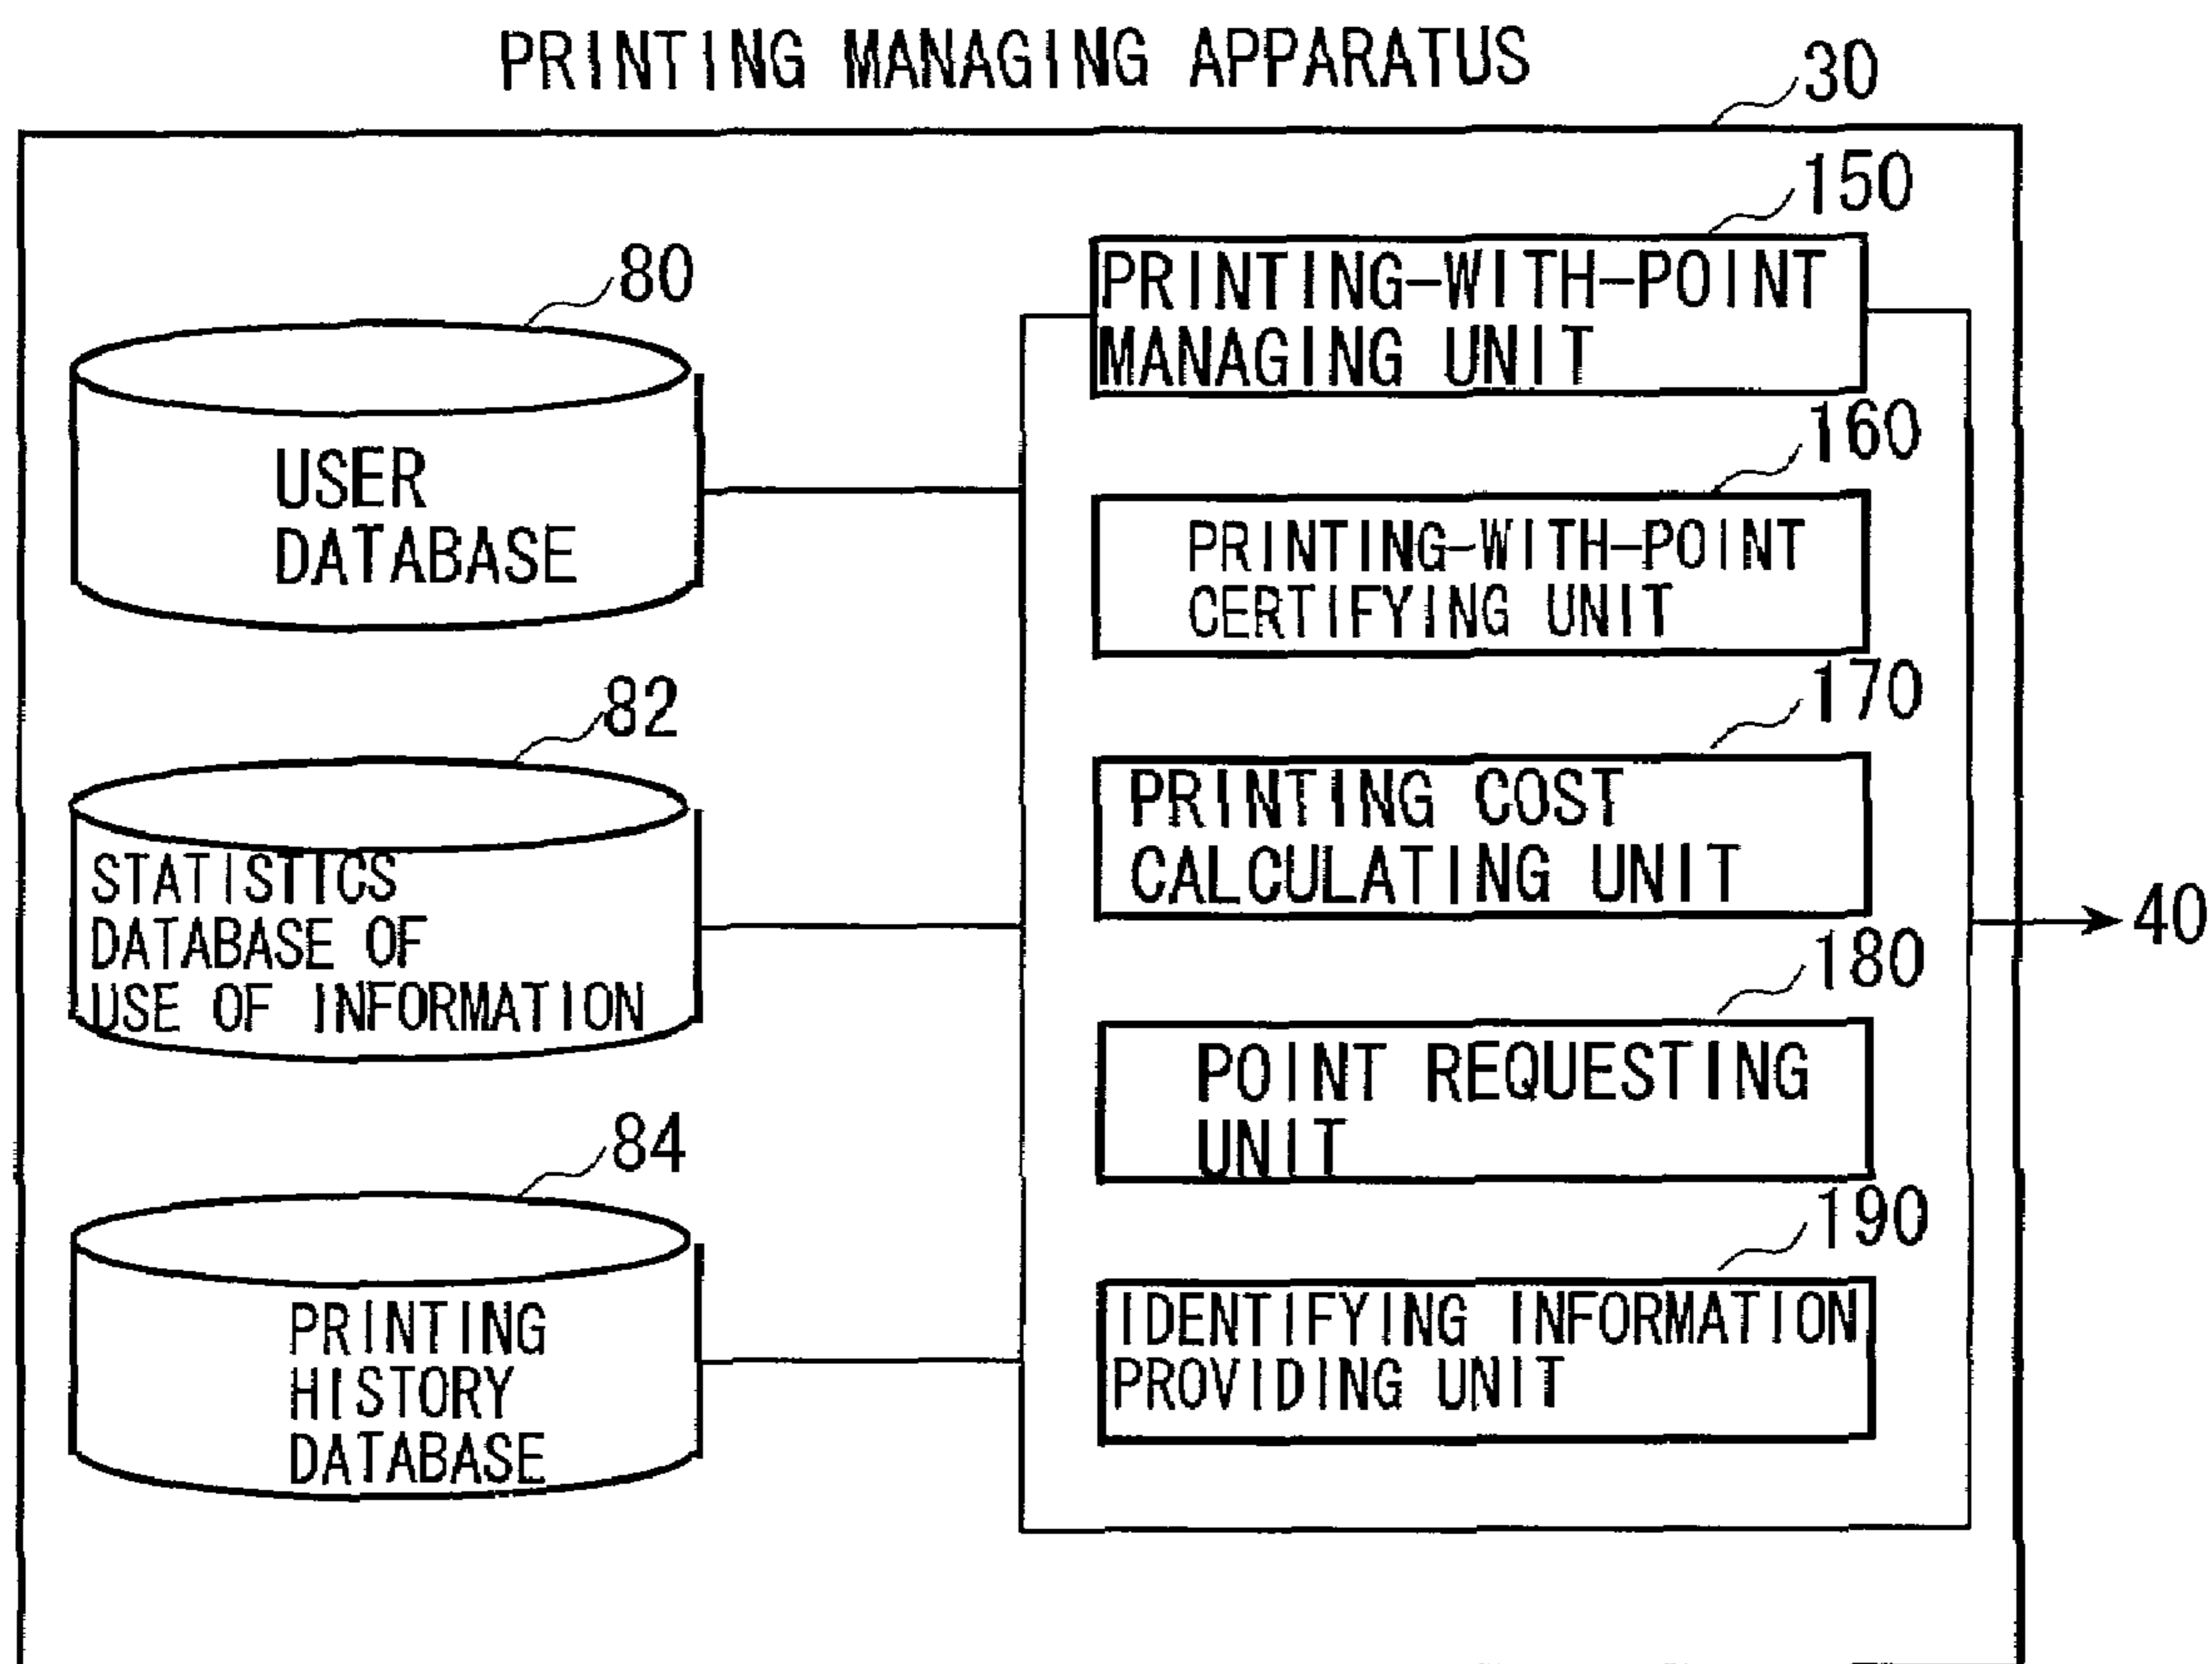 PRINTING MANAGING APPARATUS
30
150
PRINTING-WITH-POINT
MANAGING UNIT
80
USER
DATABASE
160
PRINTING-WITH-POINT
CERTIFYING UNIT
82
STATISTICS
DATABASE OF
USE OF INFORMATION
170
PRINTING COST
CALCULATING UNIT
40
180
POINT REQUESTING
UNIT
84
PRINTING
HISTORY
DATABASE
190
IDENTIFYING INFORMATION
PROVIDING UNIT